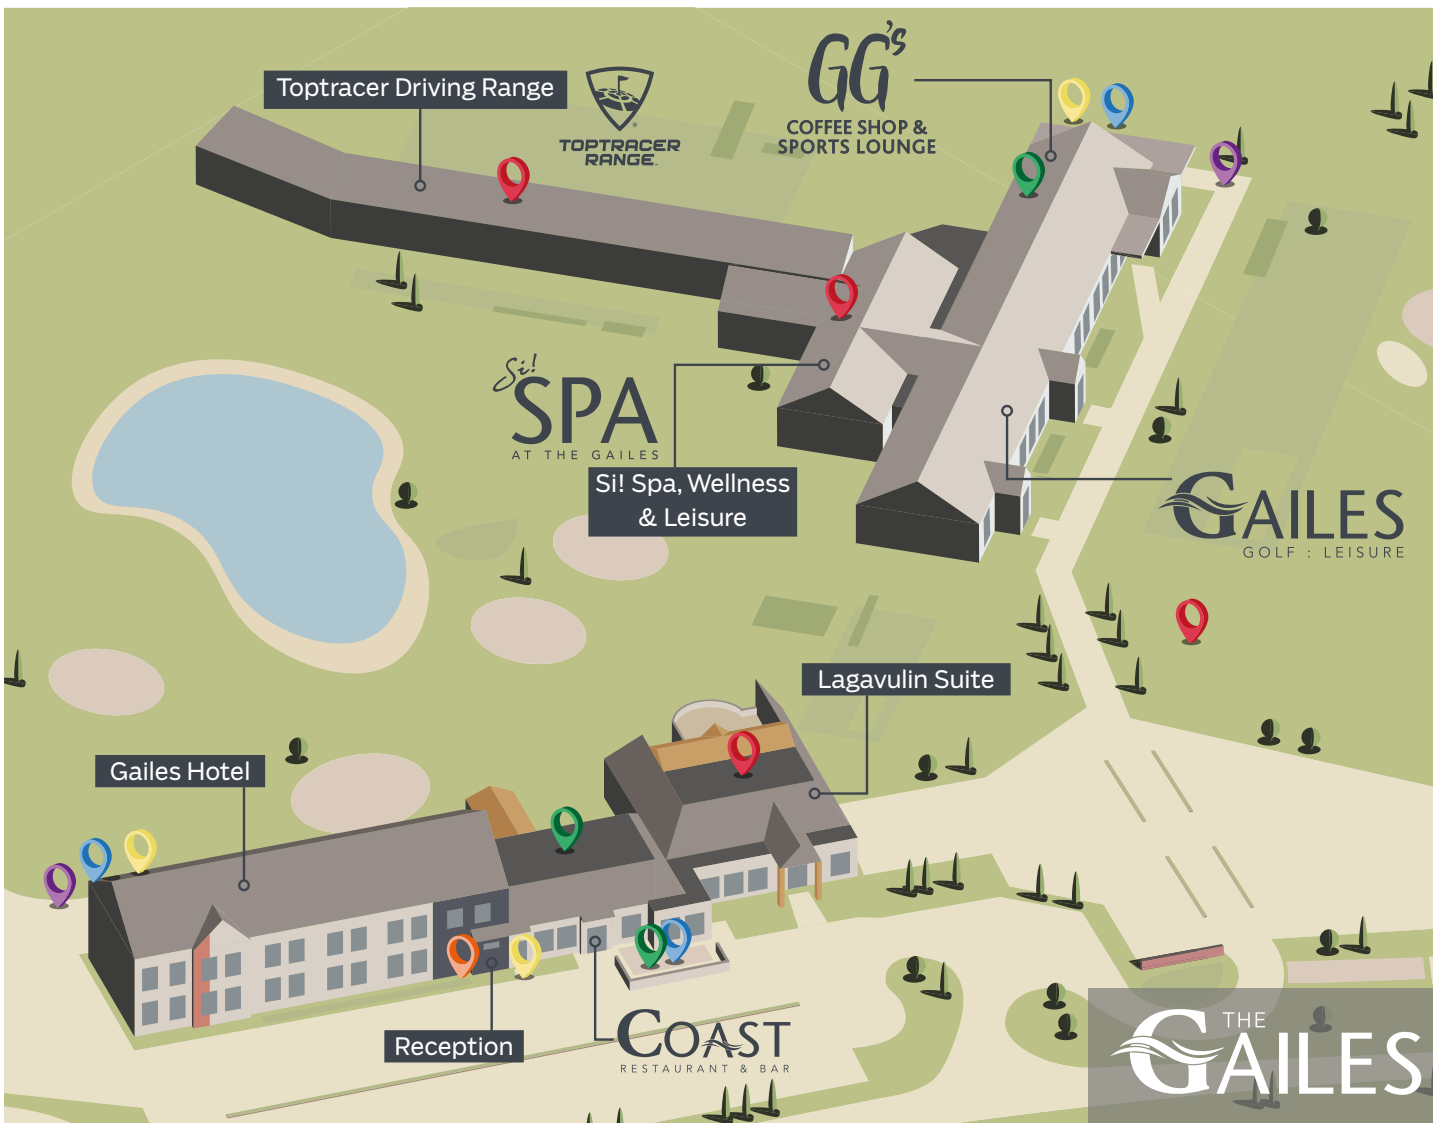 GG's
COFFEE SHOP &
SPORTS LOUNGE
Toptracer Driving Range
TOPTRACER
RANGE
Si!
SPA
AT THE GAILES
Si! Spa, Wellness
& Leisure
GAILES
GOLF : LEISURE
Lagavulin Suite
Gailes Hotel
Reception
COAST
RESTAURANT & BAR
THE
GAILES